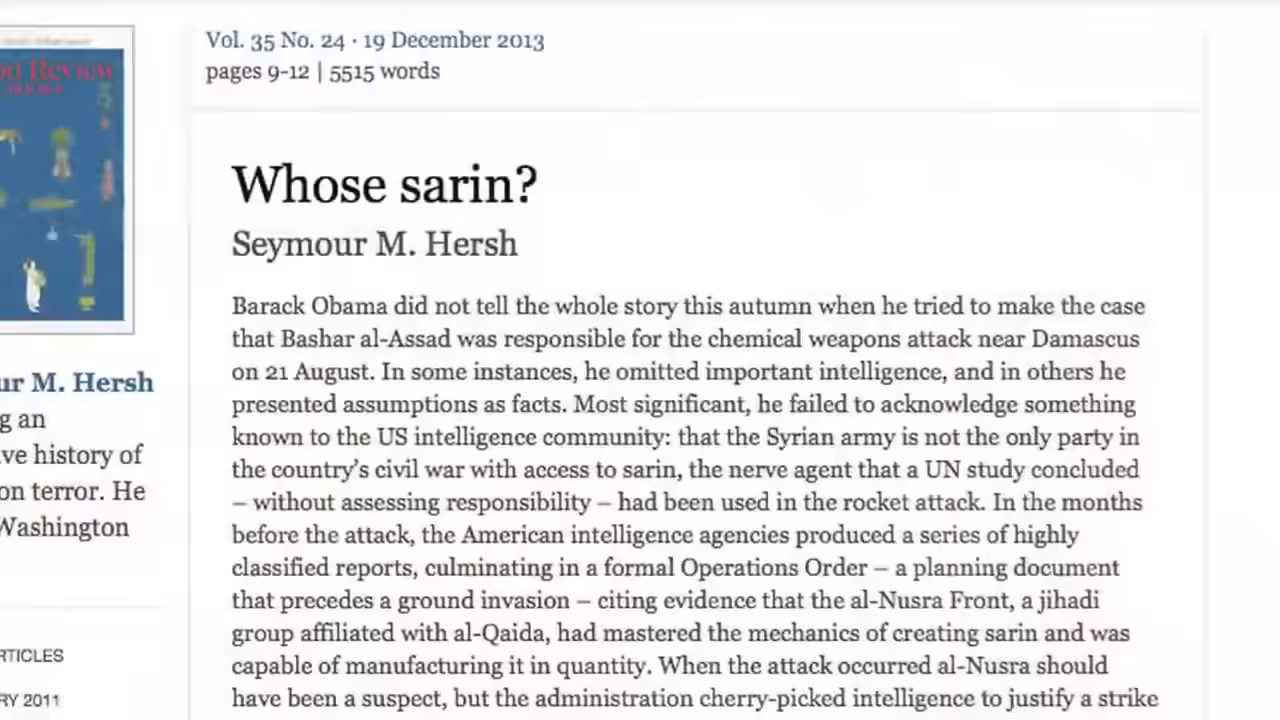 Vol. 35 No. 24 · 19 December 2013
pages 9-12 | 5515 words
on Review
BOOKS
Whose sarin?
Seymour M. Hersh
Barack Obama did not tell the whole story this autumn when he tried to make the case
that Bashar al-Assad was responsible for the chemical weapons attack near Damascus
on 21 August. In some instances, he omitted important intelligence, and in others he
presented assumptions as facts. Most significant, he failed to acknowledge something
known to the US intelligence community: that the Syrian army is not the only party in
the country’s civil war with access to sarin, the nerve agent that a UN study concluded
– without assessing responsibility – had been used in the rocket attack. In the months
before the attack, the American intelligence agencies produced a series of highly
classified reports, culminating in a formal Operations Order – a planning document
that precedes a ground invasion – citing evidence that the al-Nusra Front, a jihadi
group affiliated with al-Qaida, had mastered the mechanics of creating sarin and was
capable of manufacturing it in quantity. When the attack occurred al-Nusra should
have been a suspect, but the administration cherry-picked intelligence to justify a strike
ur M. Hersh
g an
ve history of
on terror. He
Washington
RTICLES
RY 2011